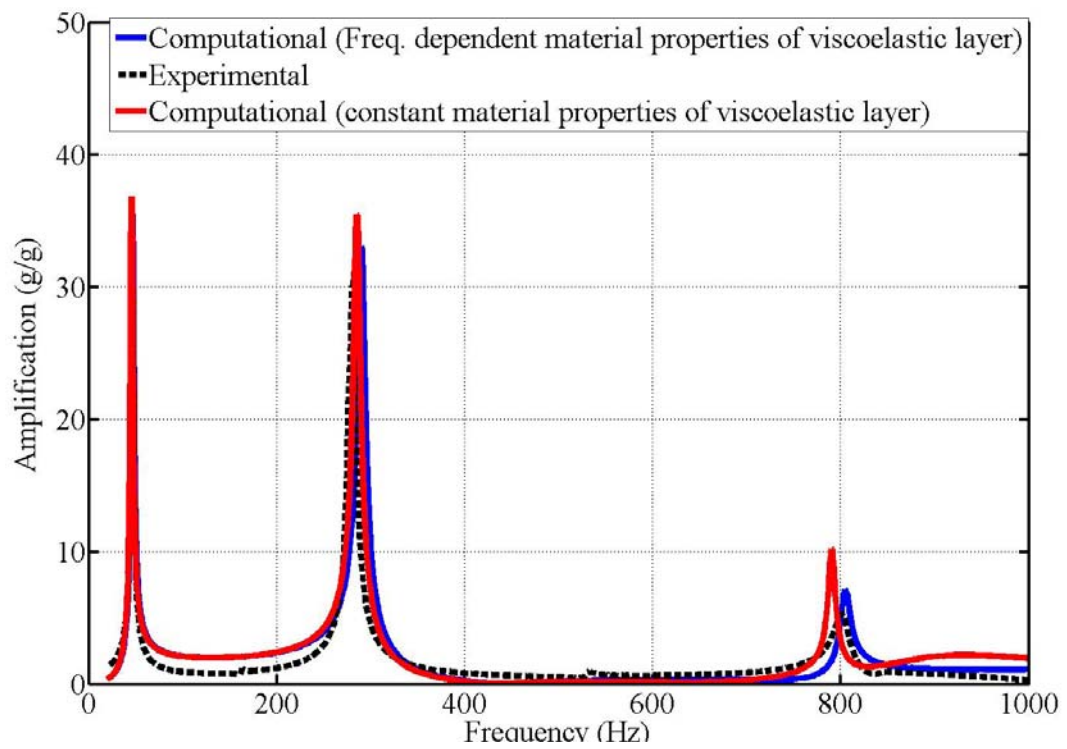 50
Computational (Freq. dependent material properties of viscoelastic layer)
Experimental
Computational (constant material properties of viscoelastic layer)
40
30
20
10
0
Amplification (g/g)
0 200 400 600 800 1000
Frequency (Hz)